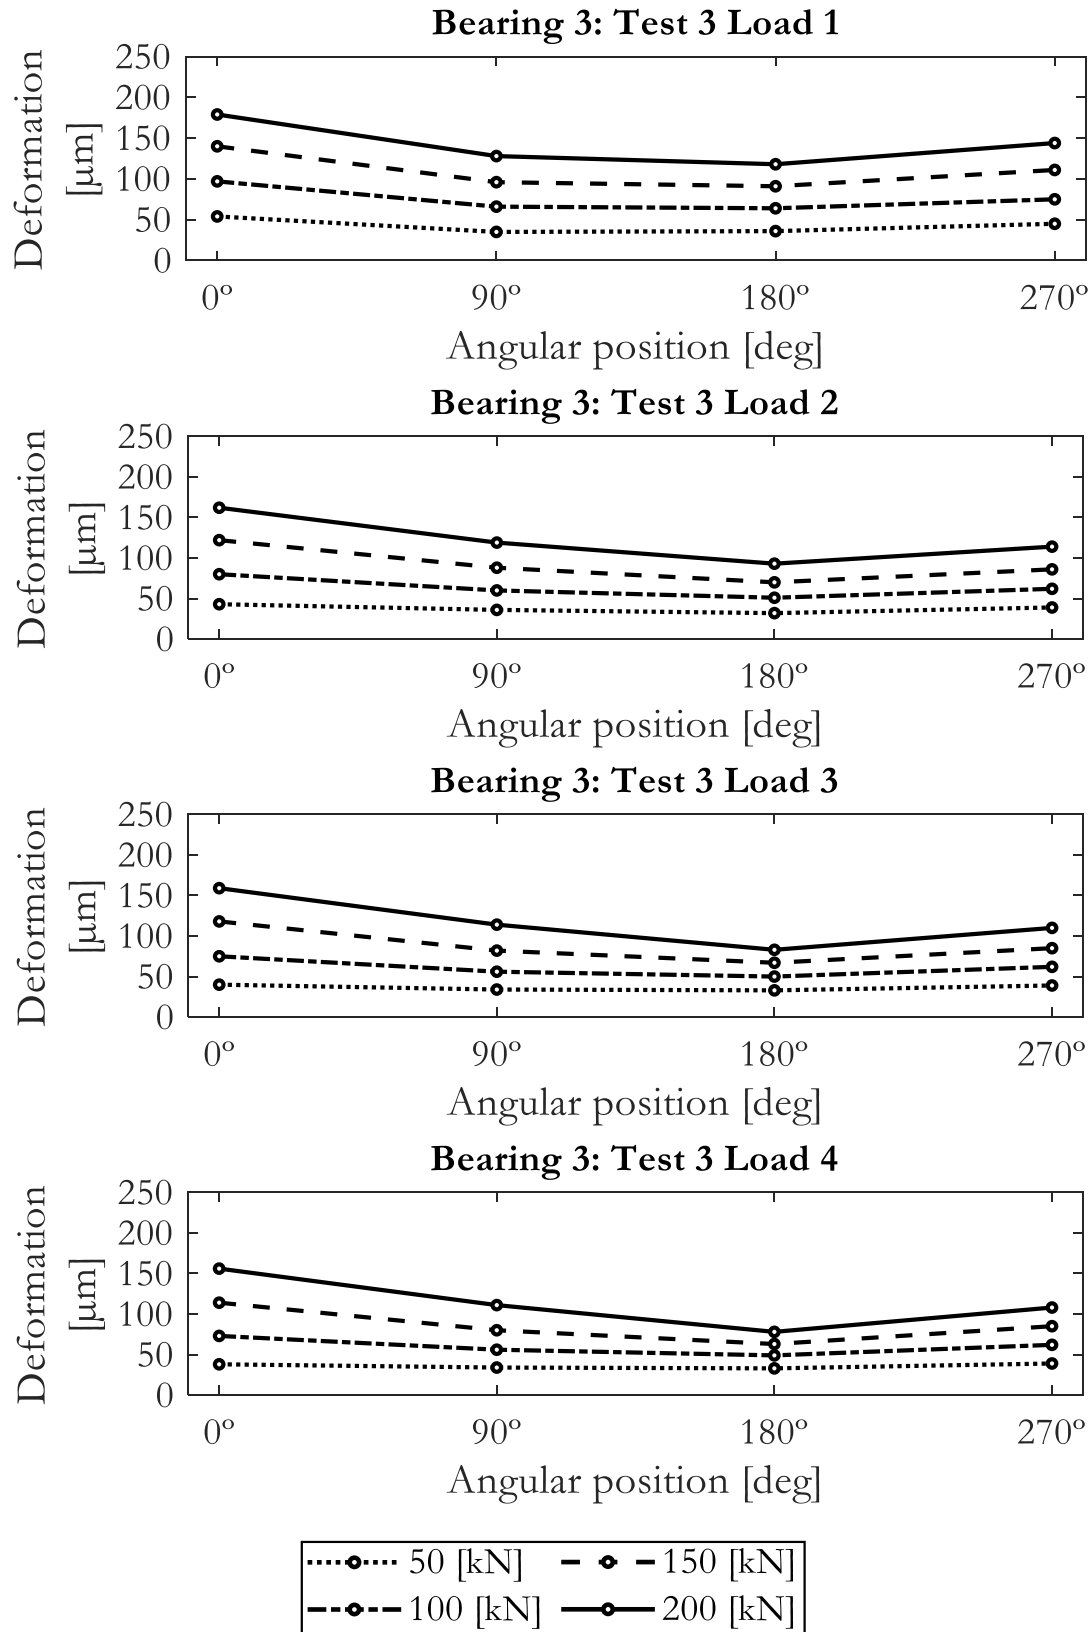 Bearing 3: Test 3 Load 1
Deformation
[µm]
250
200
150
100
50
0
0º 90º 180º 270º
Angular position [deg]
Bearing 3: Test 3 Load 2
Deformation
[µm]
250
200
150
100
50
0
0º 90º 180º 270º
Angular position [deg]
Bearing 3: Test 3 Load 3
Deformation
[µm]
250
200
150
100
50
0
0º 90º 180º 270º
Angular position [deg]
Bearing 3: Test 3 Load 4
Deformation
[µm]
250
200
150
100
50
0
0º 90º 180º 270º
Angular position [deg]
50 [kN] 150 [kN]
100 [kN] 200 [kN]